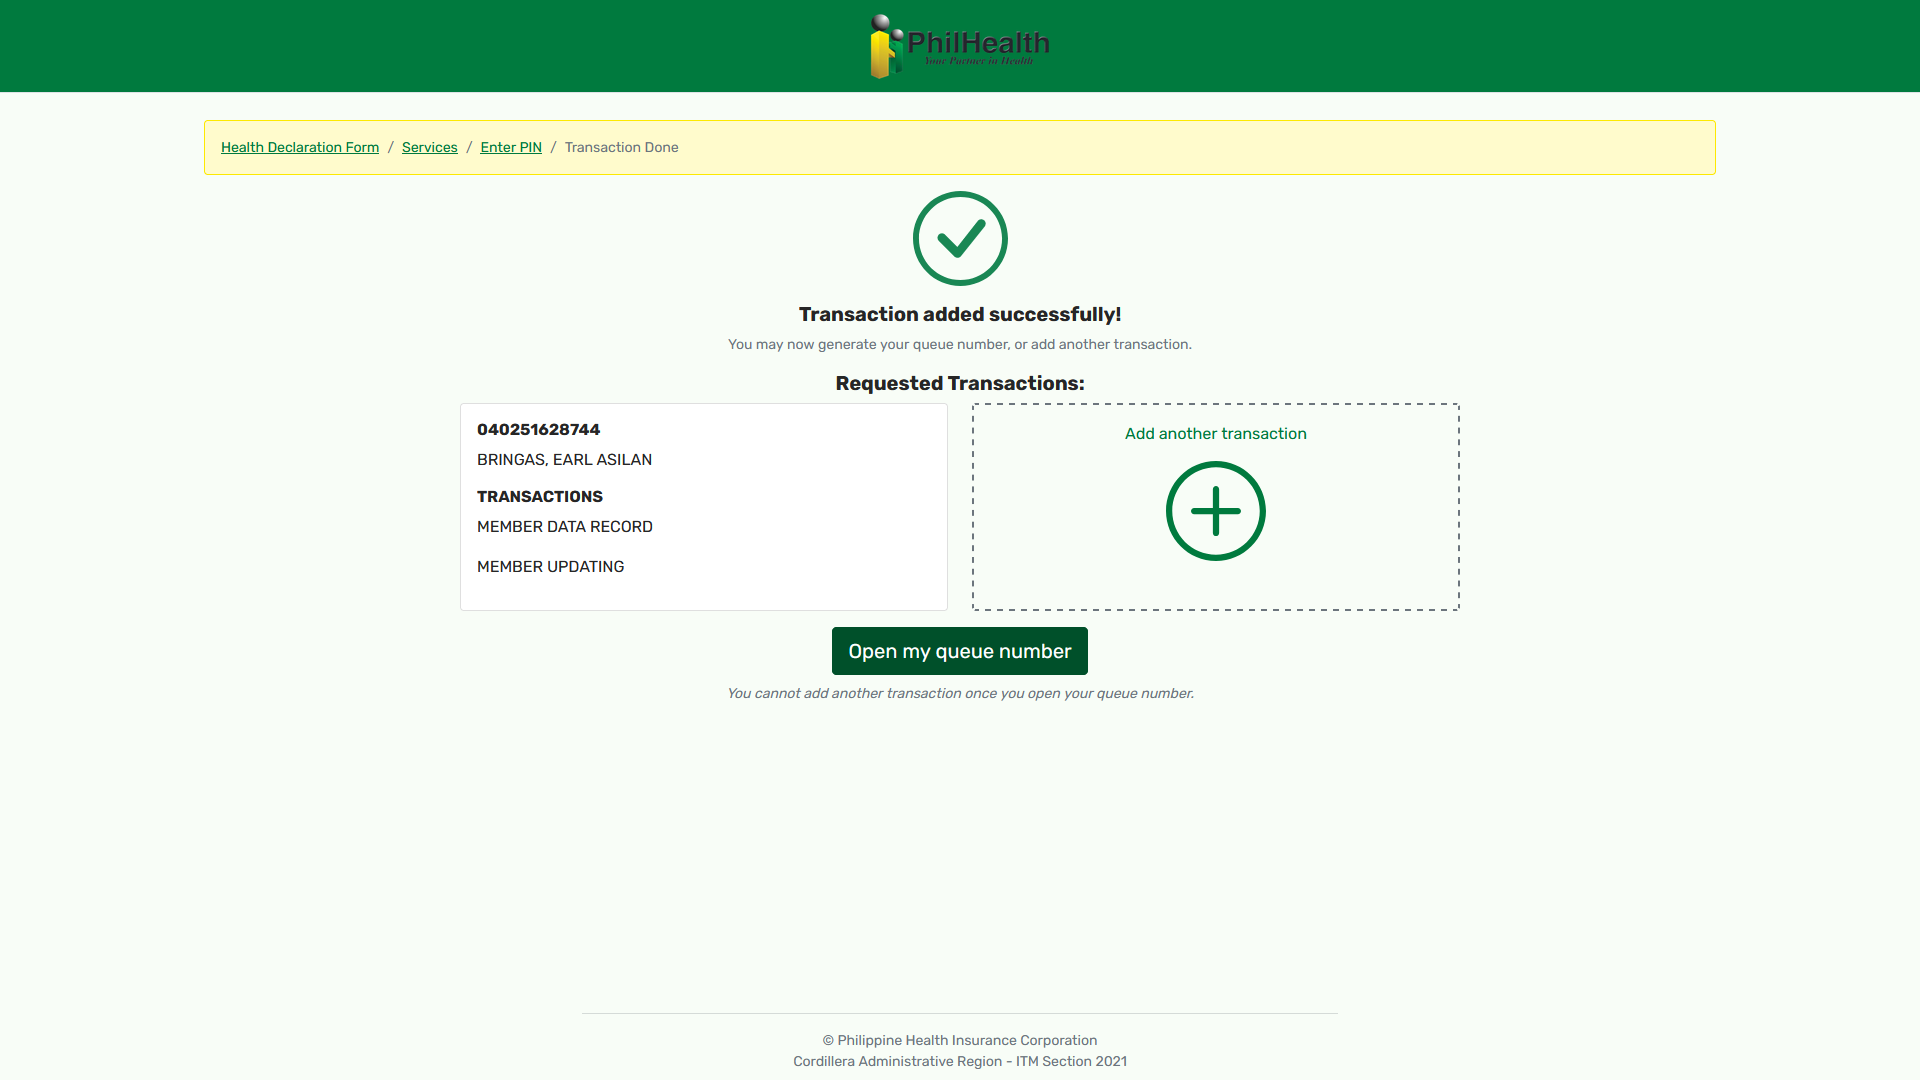 PhilHealth
Your Partner in Health
Health Declaration Form / Services / Enter PIN / Transaction Done
Transaction added successfully!
You may now generate your queue number, or add another transaction.
Requested Transactions:
040251628744
BRINGAS, EARL ASILAN
TRANSACTIONS
MEMBER DATA RECORD
MEMBER UPDATING
Add another transaction
Open my queue number
You cannot add another transaction once you open your queue number.
© Philippine Health Insurance Corporation
Cordillera Administrative Region - ITM Section 2021